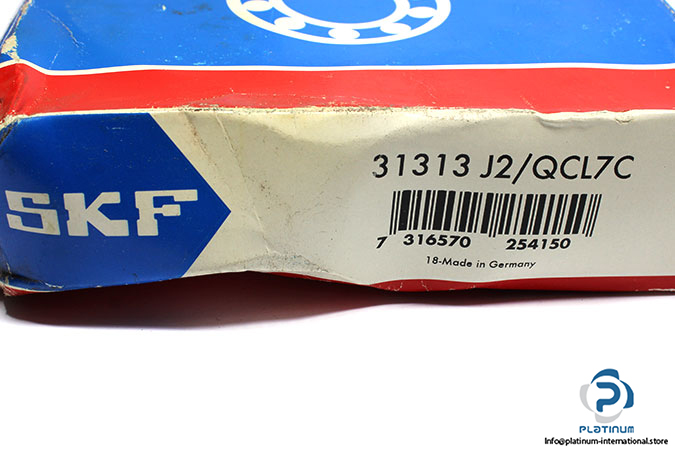 SKF
31313 J2/QCL7C
7 316570 254150
18-Made in Germany
PLATINUM
Info@platinum-international.store